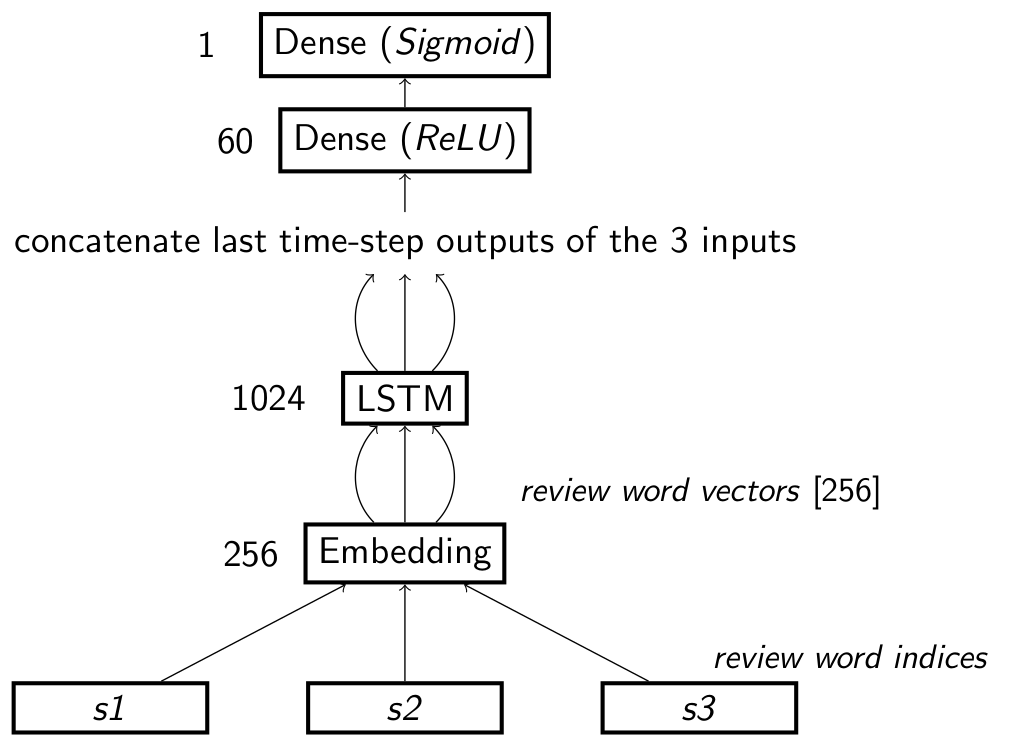 1 Dense (Sigmoid)
60 Dense (ReLU)
concatenate last time-step outputs of the 3 inputs
1024 LSTM
review word vectors [256]
256 Embedding
review word indices
s1 s2 s3